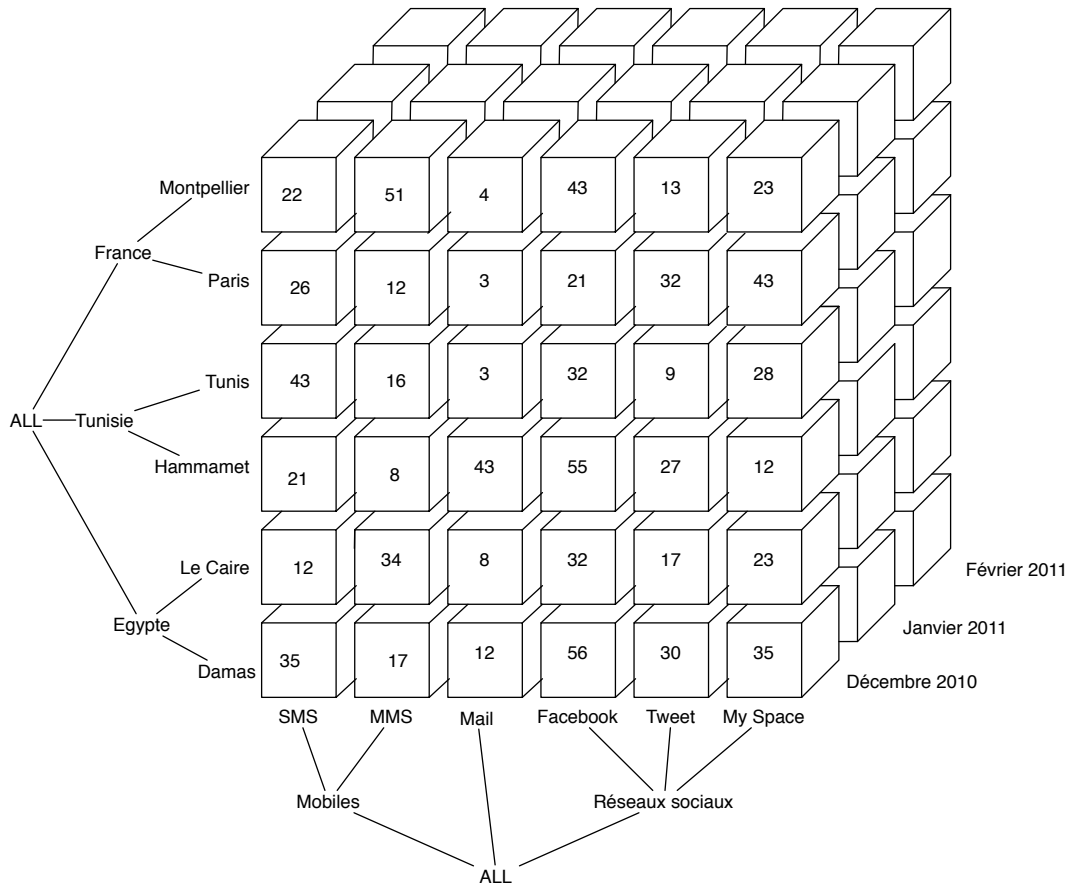 Montpellier 22 51 4 43 13 23
France
Paris 26 12 3 21 32 43
Tunis 43 16 3 32 9 28
ALL Tunisie
Hammamet 21 8 43 55 27 12
Le Caire 12 34 8 32 17 23
Février 2011
Egypte
Janvier 2011
Damas 35 17 12 56 30 35
Décembre 2010
SMS MMS Mail Facebook Tweet My Space
Mobiles Réseaux sociaux
ALL